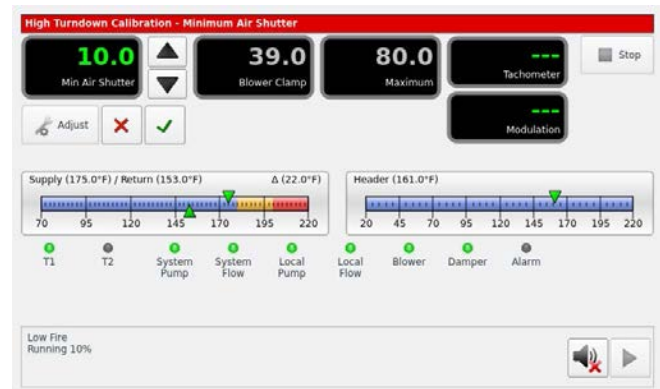 High Turndown Calibration - Minimum Air Shutter
10.0
Min Air Shutter
39.0
Blower Clamp
80.0
Maximum
---
Tachometer
Stop
Adjust
---
Modulation
Supply (175.0°F) / Return (153.0°F) Δ (22.0°F)
70 95 120 145 170 195 220
Header (161.0°F)
20 45 70 95 120 145 170 195 220
T1
T2
System Pump
System Flow
Local Pump
Local Flow
Blower
Damper
Alarm
Low Fire
Running 10%